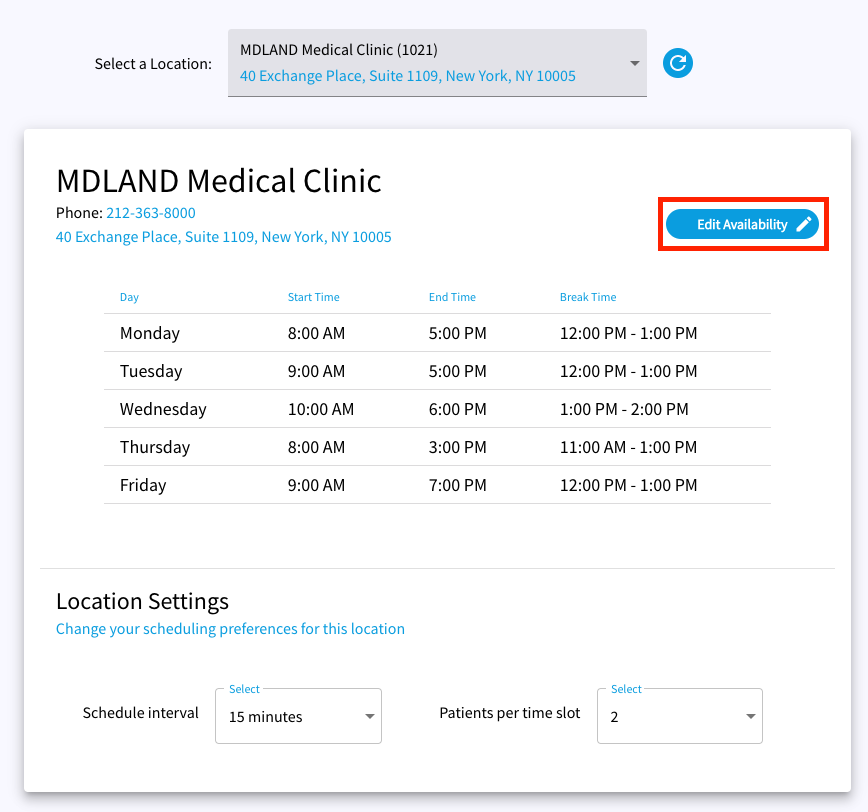 Select a Location:
MDLAND Medical Clinic (1021)
40 Exchange Place, Suite 1109, New York, NY 10005
MDLAND Medical Clinic
Phone: 212-363-8000
40 Exchange Place, Suite 1109, New York, NY 10005
Edit Availability
Day Start Time End Time Break Time
Monday 8:00 AM 5:00 PM 12:00 PM - 1:00 PM
Tuesday 9:00 AM 5:00 PM 12:00 PM - 1:00 PM
Wednesday 10:00 AM 6:00 PM 1:00 PM - 2:00 PM
Thursday 8:00 AM 3:00 PM 11:00 AM - 1:00 PM
Friday 9:00 AM 7:00 PM 12:00 PM - 1:00 PM
Location Settings
Change your scheduling preferences for this location
Schedule interval
Select
15 minutes
Patients per time slot
Select
2